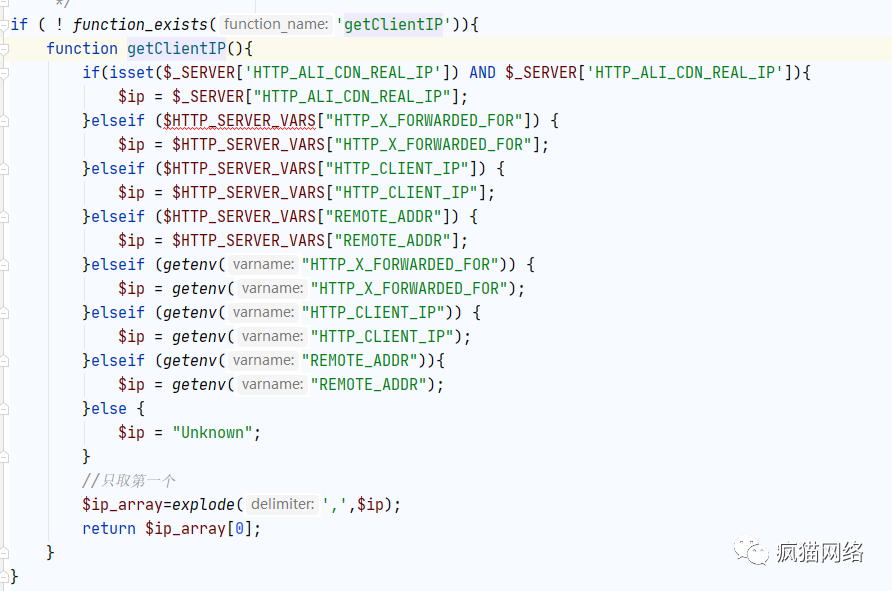 */
if ( ! function_exists( function_name: 'getClientIP')){
function getClientIP(){
if(isset($_SERVER['HTTP_ALI_CDN_REAL_IP']) AND $_SERVER['HTTP_ALI_CDN_REAL_IP']){
$ip = $_SERVER["HTTP_ALI_CDN_REAL_IP"];
}elseif ($HTTP_SERVER_VARS["HTTP_X_FORWARDED_FOR"]) {
$ip = $HTTP_SERVER_VARS["HTTP_X_FORWARDED_FOR"];
}elseif ($HTTP_SERVER_VARS["HTTP_CLIENT_IP"]) {
$ip = $HTTP_SERVER_VARS["HTTP_CLIENT_IP"];
}elseif ($HTTP_SERVER_VARS["REMOTE_ADDR"]) {
$ip = $HTTP_SERVER_VARS["REMOTE_ADDR"];
}elseif (getenv( varname: "HTTP_X_FORWARDED_FOR")) {
$ip = getenv( varname: "HTTP_X_FORWARDED_FOR");
}elseif (getenv( varname: "HTTP_CLIENT_IP")) {
$ip = getenv( varname: "HTTP_CLIENT_IP");
}elseif (getenv( varname: "REMOTE_ADDR")){
$ip = getenv( varname: "REMOTE_ADDR");
}else {
$ip = "Unknown";
}
//只取第一个
$ip_array=explode( delimiter: ',',$ip);
return $ip_array[0];
}
}
疯猫网络